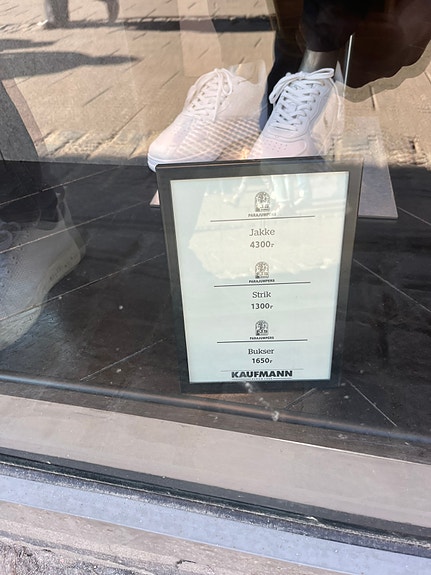 PARAJUMPERS
Jakke
4300,-
PARAJUMPERS
Strik
1300,-
PARAJUMPERS
Bukser
1650,-
KAUFMANN